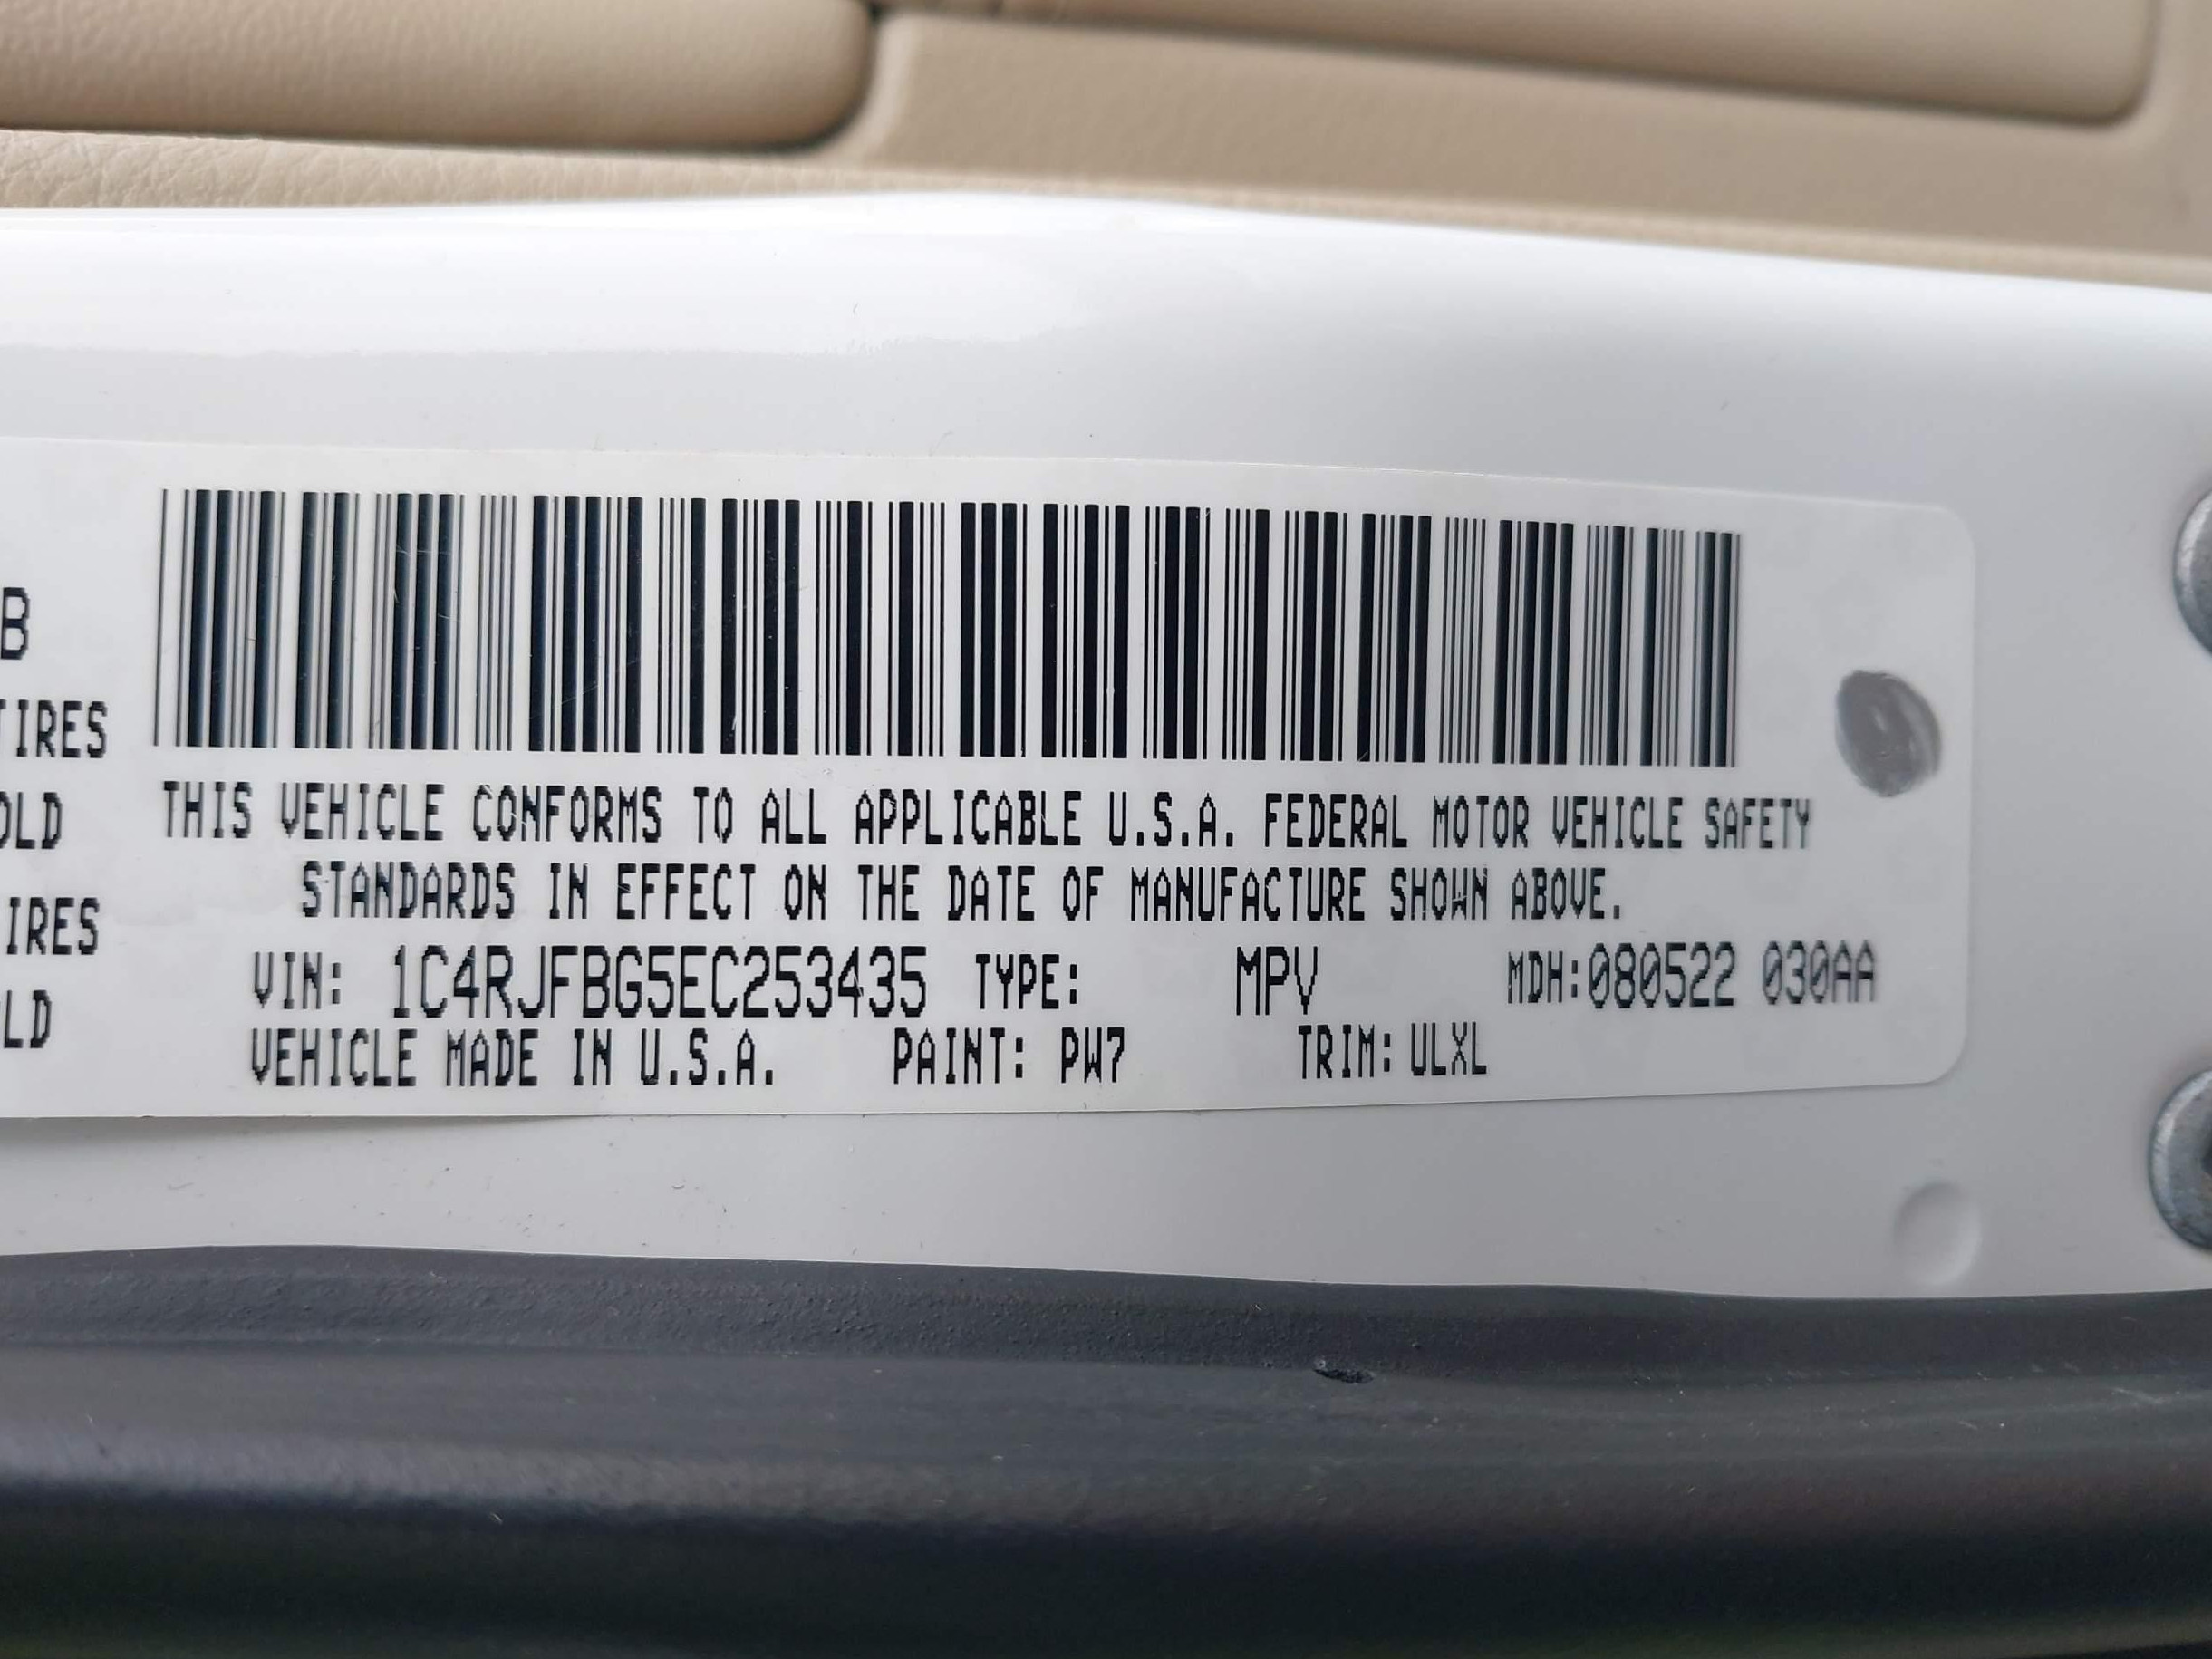 B
TIRES
OLD
IRES
LD
THIS VEHICLE CONFORMS TO ALL APPLICABLE U.S.A. FEDERAL MOTOR VEHICLE SAFETY
STANDARDS IN EFFECT ON THE DATE OF MANUFACTURE SHOWN ABOVE.
VIN: 1C4RJFBG5EC253435 TYPE: MPV MDH:080522 030AA
VEHICLE MADE IN U.S.A. PAINT: PW7 TRIM: ULXL